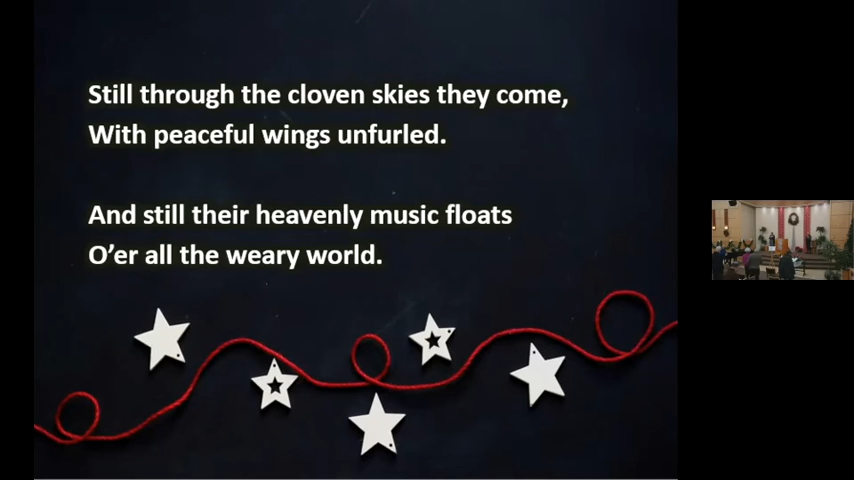 Still through the cloven skies they come,
With peaceful wings unfurled.
And still their heavenly music floats
O’er all the weary world.